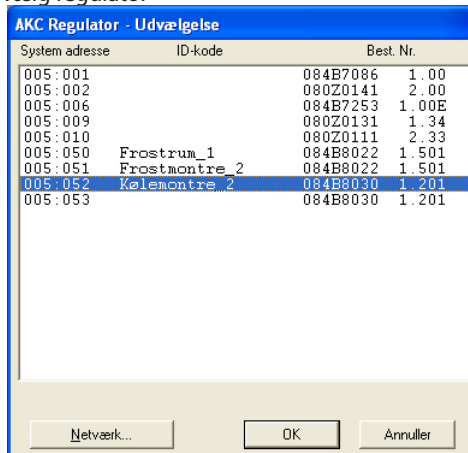 AKC Regulator - Udvælgelse
System adresse ID-kode Best. Nr.
005:001 084B7086 1.00
005:002 080Z0141 2.00
005:006 084B7253 1.00E
005:009 080Z0131 1.34
005:010 080Z0111 2.33
005:050 Frostrum_1 084B8022 1.501
005:051 Frostmontre_2 084B8022 1.501
005:052 Kølemontre_2 084B8030 1.201
005:053 084B8030 1.201
Netværk... OK Annuller